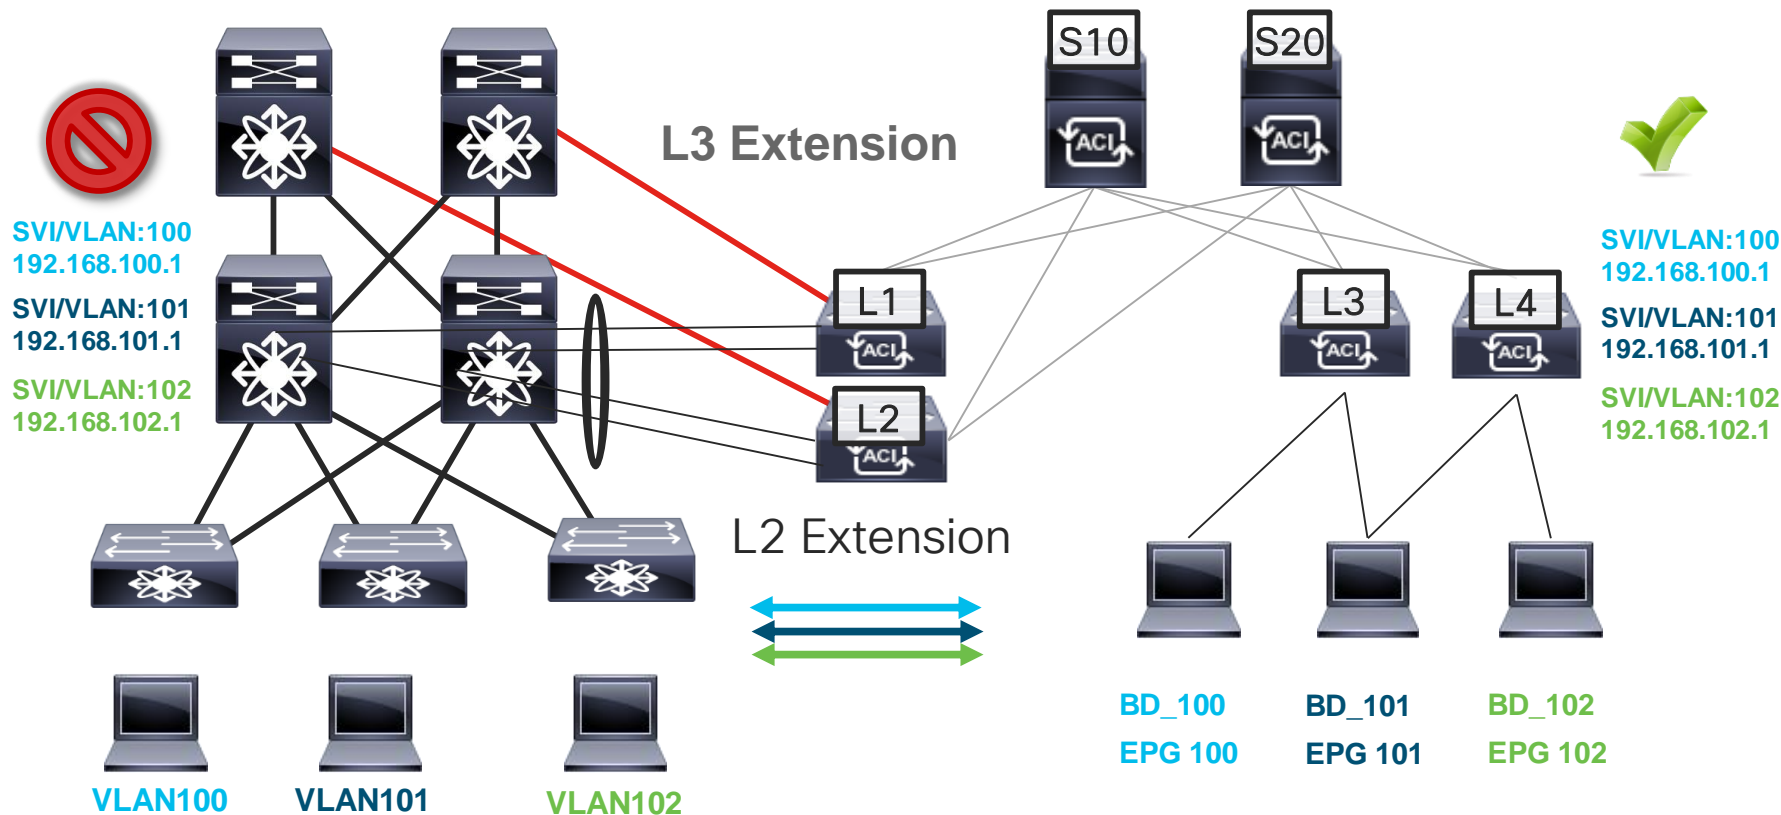 S10
S20
ACI
ACI
L3 Extension
SVI/VLAN:100
192.168.100.1
SVI/VLAN:101
192.168.101.1
SVI/VLAN:102
192.168.102.1
SVI/VLAN:100
192.168.100.1
SVI/VLAN:101
192.168.101.1
SVI/VLAN:102
192.168.102.1
L1
ACI
L2
ACI
L3
ACI
L4
ACI
L2 Extension
BD_100
EPG 100
BD_101
EPG 101
BD_102
EPG 102
VLAN100
VLAN101
VLAN102